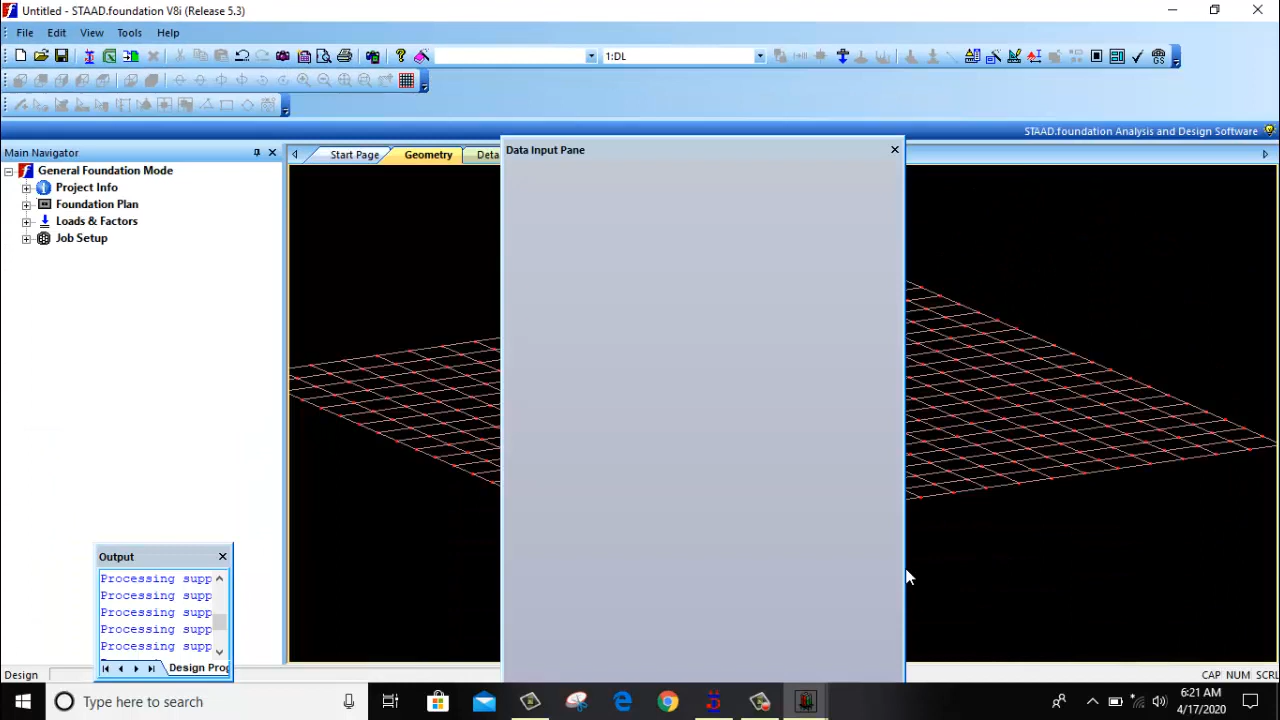 Untitled - STAAD.foundation V8i (Release 5.3)
File Edit View Tools Help
1:DL
STAAD.foundation Analysis and Design Software
Main Navigator
Start Page Geometry Deta
Data Input Pane
General Foundation Mode
Project Info
Foundation Plan
Loads & Factors
Job Setup
Output
Processing supp
Processing supp
Processing supp
Processing supp
Processing supp
Design Prog
Design
CAP NUM SCRL
Type here to search
6:21 AM
4/17/2020